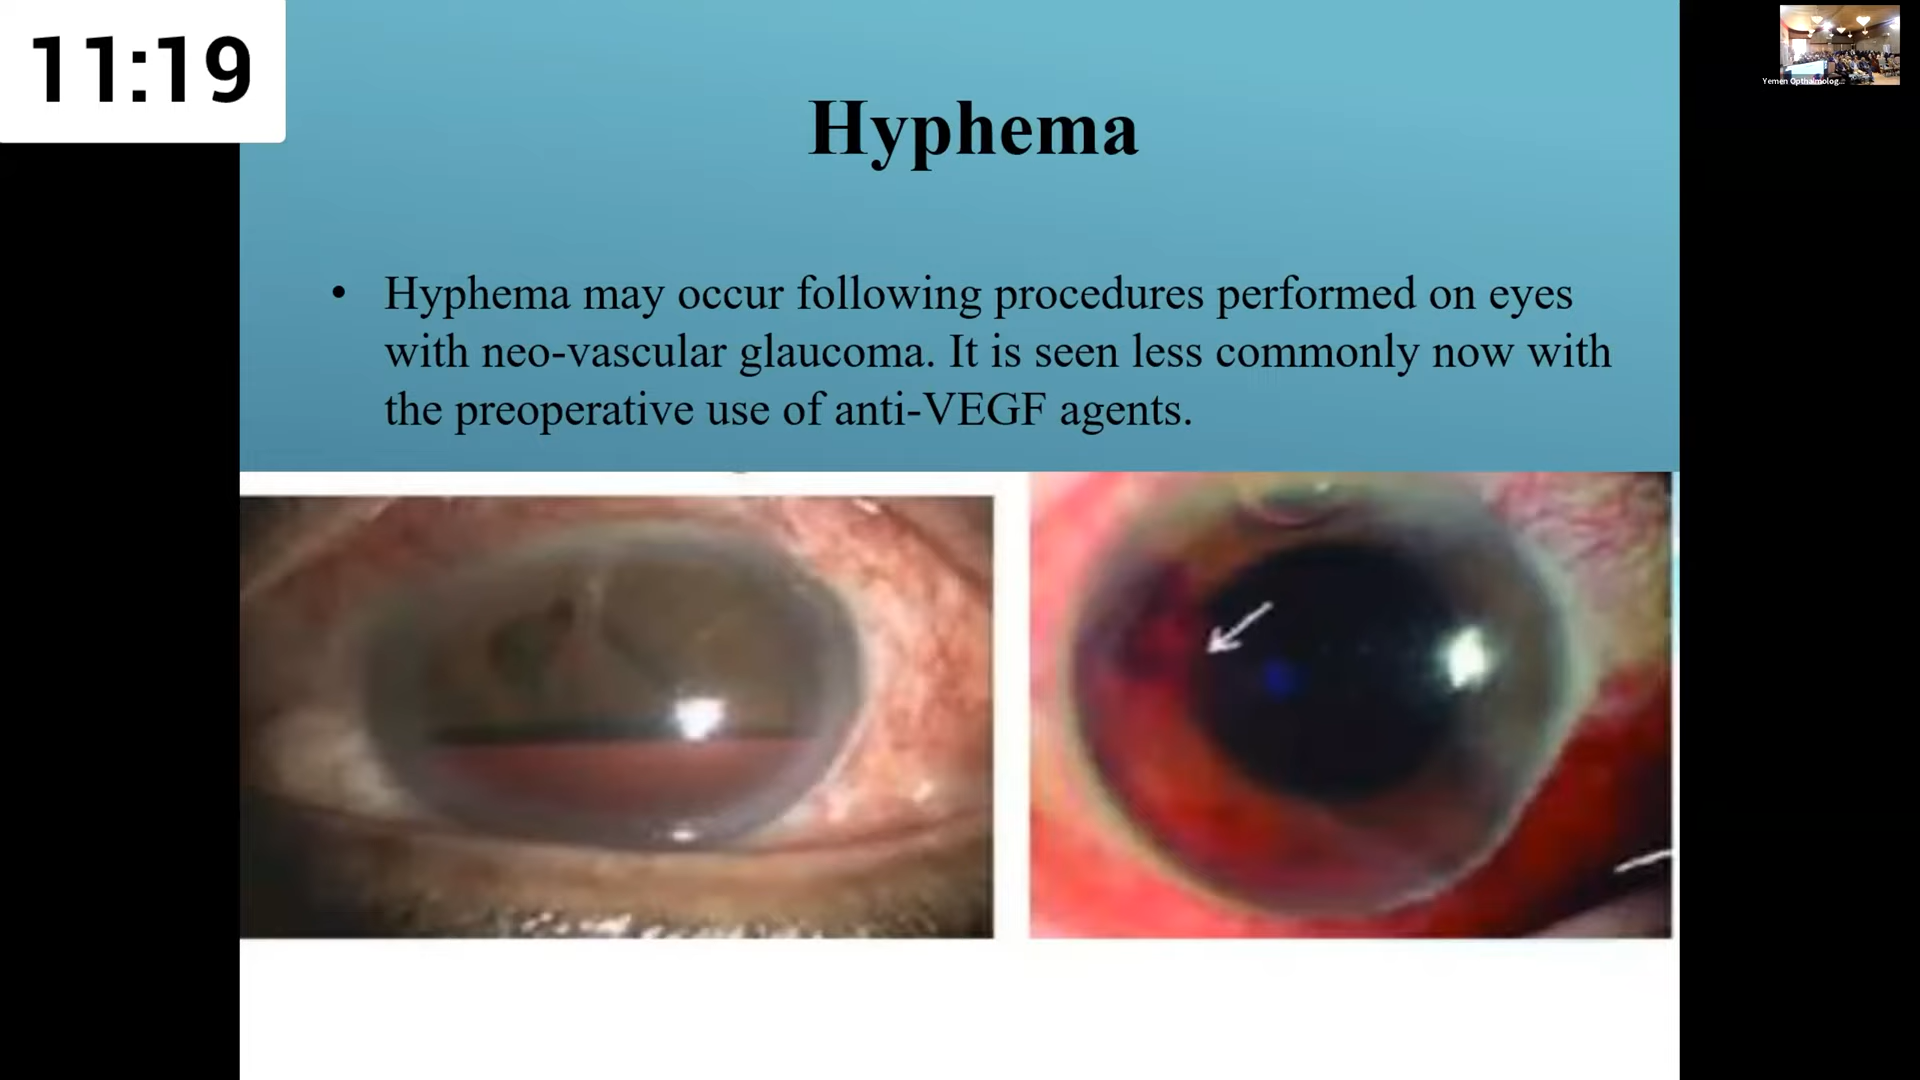 11:19
Yemen Opthalmolog...
Hyphema
• Hyphema may occur following procedures performed on eyes
with neo-vascular glaucoma. It is seen less commonly now with
the preoperative use of anti-VEGF agents.